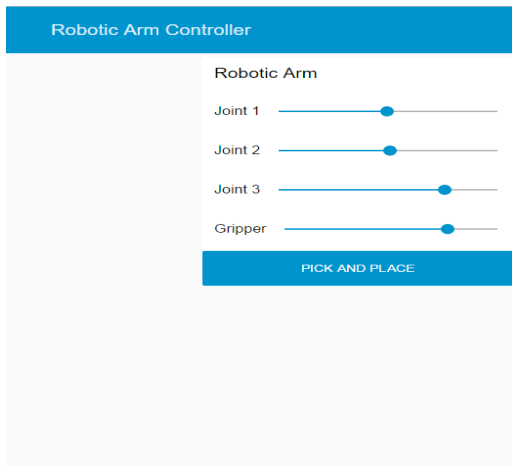 Robotic Arm Controller
Robotic Arm
Joint 1
Joint 2
Joint 3
Gripper
PICK AND PLACE